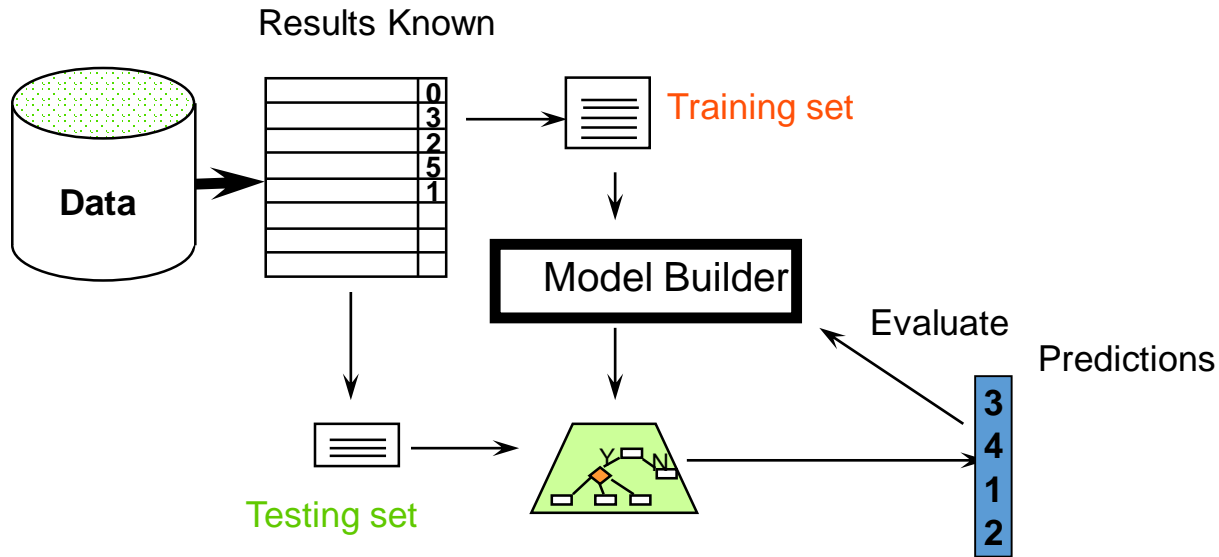 Results Known
0
3
2
5
1
Training set
Data
Model Builder
Evaluate
Predictions
3
4
1
2
Y
N
Testing set